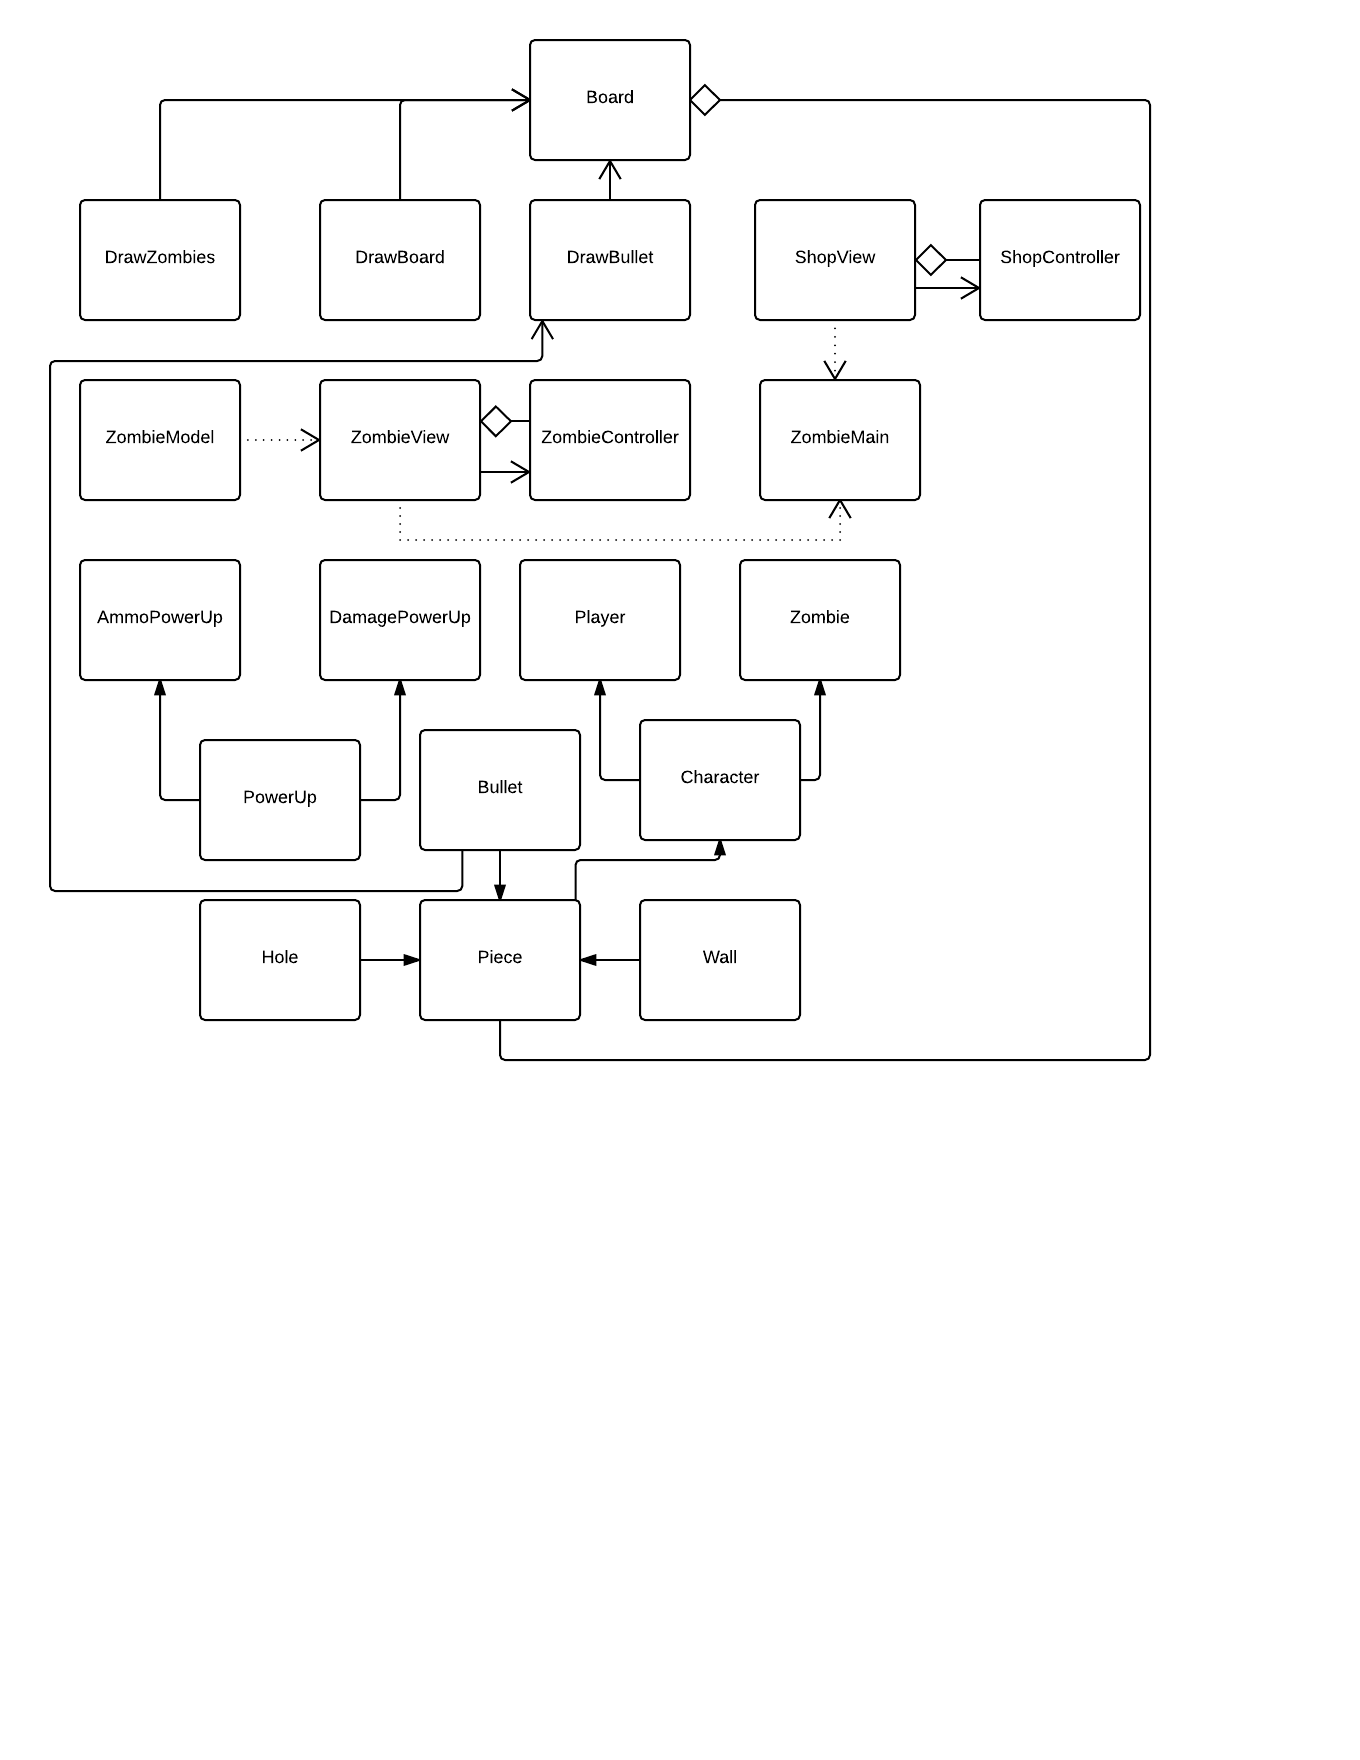 Board
DrawZombies
DrawBoard
DrawBullet
ShopView
ShopController
ZombieModel
ZombieView
ZombieController
ZombieMain
AmmoPowerUp
DamagePowerUp
Player
Zombie
PowerUp
Bullet
Character
Hole
Piece
Wall